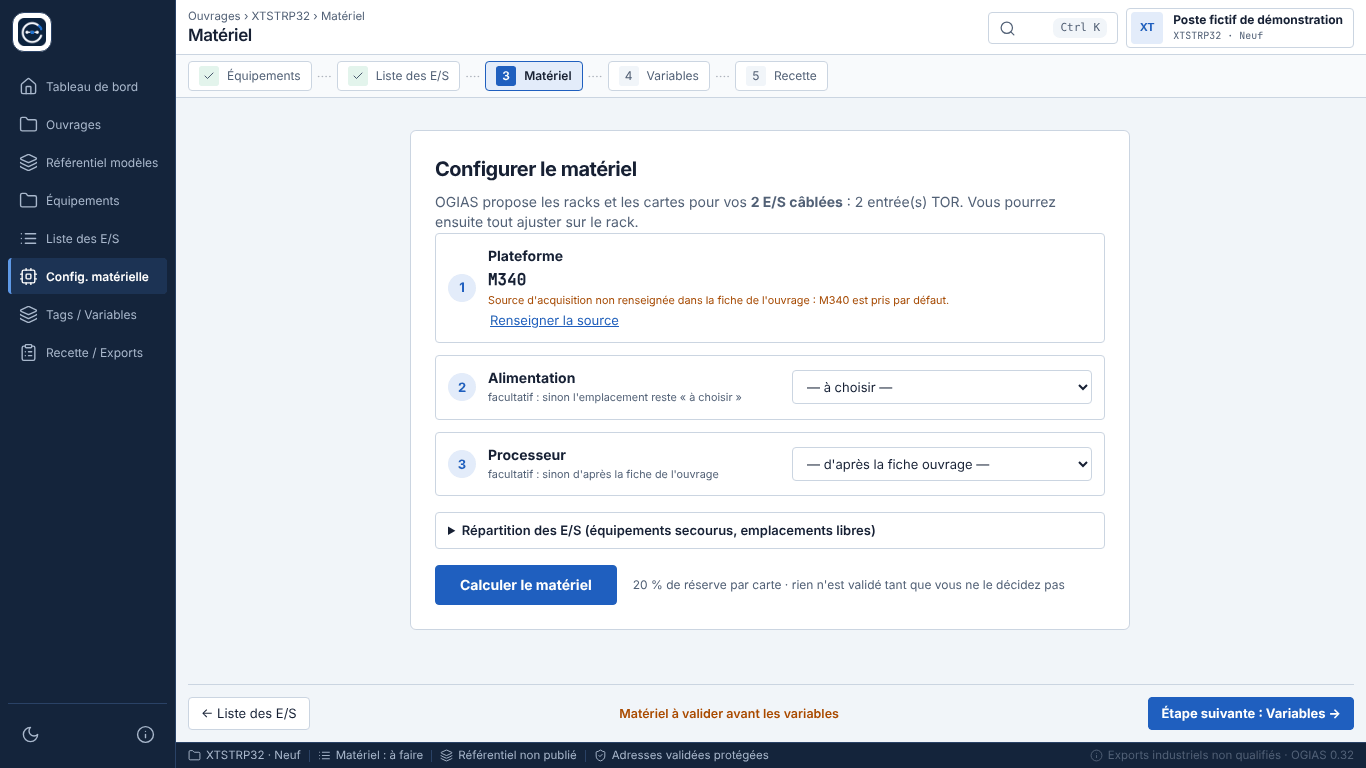 Ouvrages › XTSTRP32 › Matériel
Matériel
Ctrl K
XT
Poste fictif de démonstration
XTSTRP32 · Neuf
Équipements
Liste des E/S
3 Matériel
4 Variables
5 Recette
Tableau de bord
Ouvrages
Référentiel modèles
Équipements
Liste des E/S
Config. matérielle
Tags / Variables
Recette / Exports
Configurer le matériel
OGIAS propose les racks et les cartes pour vos 2 E/S câblées : 2 entrée(s) TOR. Vous pourrez
ensuite tout ajuster sur le rack.
1
Plateforme
M340
Source d'acquisition non renseignée dans la fiche de l'ouvrage : M340 est pris par défaut.
Renseigner la source
2
Alimentation
facultatif : sinon l'emplacement reste « à choisir »
— à choisir —
3
Processeur
facultatif : sinon d'après la fiche de l'ouvrage
— d'après la fiche ouvrage —
Répartition des E/S (équipements secourus, emplacements libres)
Calculer le matériel
20 % de réserve par carte · rien n'est validé tant que vous ne le décidez pas
← Liste des E/S
Matériel à valider avant les variables
Étape suivante : Variables →
XTSTRP32 · Neuf
Matériel : à faire
Référentiel non publié
Adresses validées protégées
Exports industriels non qualifiés · OGIAS 0.32